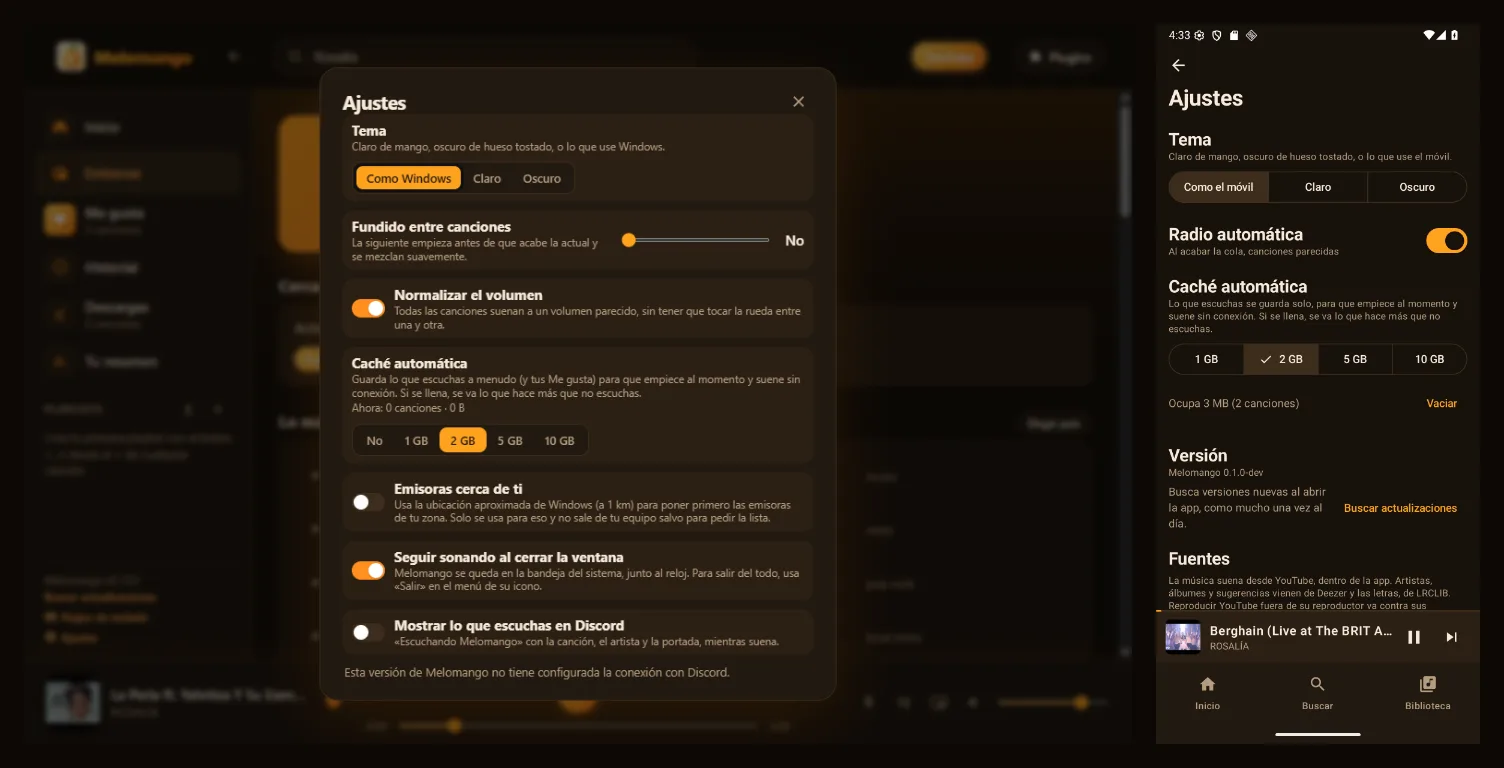 Melomango
Ajustes
Tema
Claro de mango, oscuro de hueso tostado, o lo que use Windows.
Como Windows Claro Oscuro
Fundido entre canciones
La siguiente empieza antes de que acabe la actual y
se mezclan suavemente.
No
Normalizar el volumen
Todas las canciones suenan a un volumen parecido, sin tener que tocar la rueda entre
una y otra.
Caché automática
Guarda lo que escuchas a menudo (y tus Me gusta) para que empiece al momento y suene sin
conexión. Si se llena, se va lo que hace más que no escuchas.
Ahora: 0 canciones · 0 B
No 1 GB 2 GB 5 GB 10 GB
Emisoras cerca de ti
Usa la ubicación aproximada de Windows (a 1 km) para poner primero las emisoras
de tu zona. Solo se usa para eso y no sale de tu equipo salvo para pedir la lista.
Seguir sonando al cerrar la ventana
Melomango se queda en la bandeja del sistema, junto al reloj. Para salir del todo, usa
«Salir» en el menú de su icono.
Mostrar lo que escuchas en Discord
«Escuchando Melomango» con la canción, el artista y la portada, mientras suena.
Esta versión de Melomango no tiene configurada la conexión con Discord.
4:33
Ajustes
Tema
Claro de mango, oscuro de hueso tostado, o lo que use el móvil.
Como el móvil Claro Oscuro
Radio automática
Al acabar la cola, canciones parecidas
Caché automática
Lo que escuchas se guarda solo, para que empiece al momento y
suene sin conexión. Si se llena, se va lo que hace más que no
escuchas.
1 GB 2 GB 5 GB 10 GB
Ocupa 3 MB (2 canciones) Vaciar
Versión
Melomango 0.1.0-dev
Busca versiones nuevas al abrir
la app, como mucho una vez al
día.
Buscar actualizaciones
Fuentes
La música suena desde YouTube, dentro de la app. Artistas,
álbumes y sugerencias vienen de Deezer y las letras, de LRCLIB.
Reproducir YouTube fuera de su reproductor va contra sus
Berghain (Live at The BRIT A...
ROSALÍA
Inicio Buscar Biblioteca